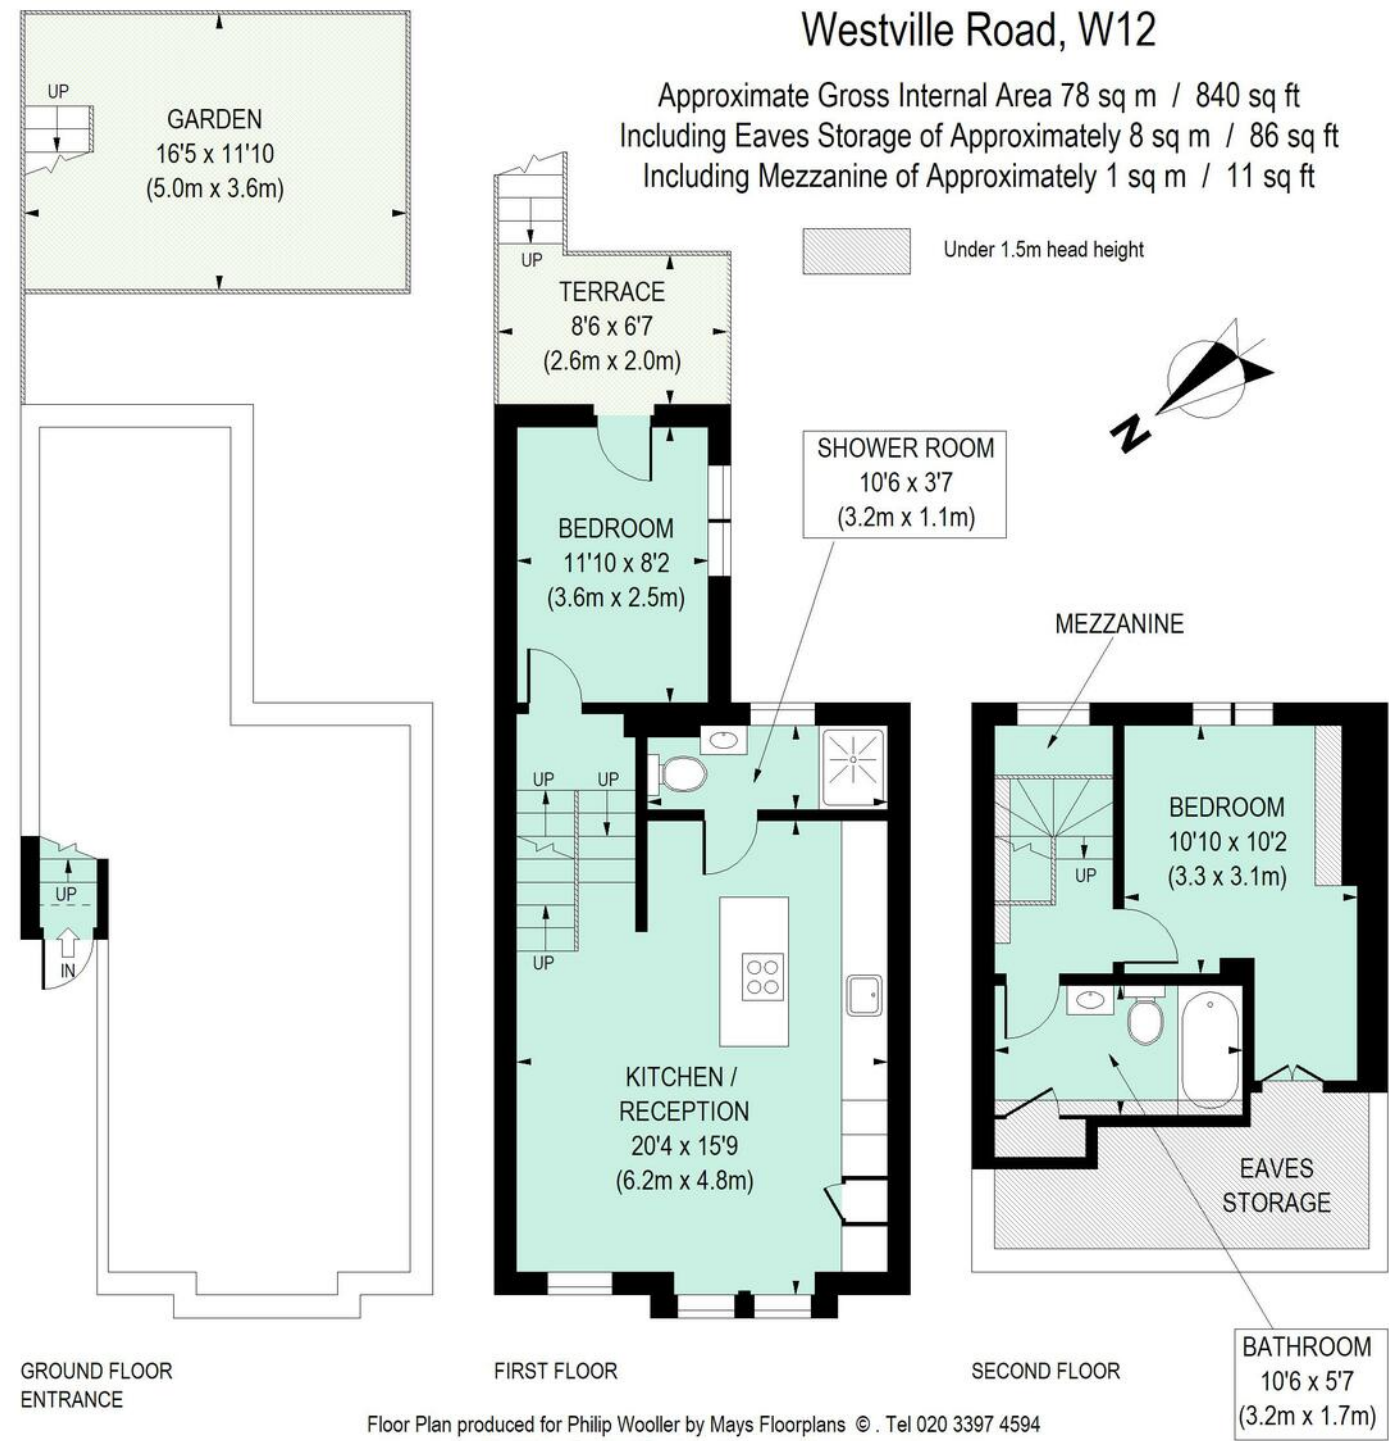 Westville Road, W12
Approximate Gross Internal Area 78 sq m / 840 sq ft
Including Eaves Storage of Approximately 8 sq m / 86 sq ft
Including Mezzanine of Approximately 1 sq m / 11 sq ft
Under 1.5m head height
UP
GARDEN
16'5 x 11'10
(5.0m x 3.6m)
UP
TERRACE
8'6 x 6'7
(2.6m x 2.0m)
N
SHOWER ROOM
10'6 x 3'7
(3.2m x 1.1m)
BEDROOM
11'10 x 8'2
(3.6m x 2.5m)
MEZZANINE
UP
UP
UP
KITCHEN /
RECEPTION
20'4 x 15'9
(6.2m x 4.8m)
BEDROOM
10'10 x 10'2
(3.3 x 3.1m)
UP
UP
IN
EAVES
STORAGE
BATHROOM
10'6 x 5'7
(3.2m x 1.7m)
GROUND FLOOR
ENTRANCE
FIRST FLOOR
SECOND FLOOR
Floor Plan produced for Philip Wooller by Mays Floorplans © . Tel 020 3397 4594